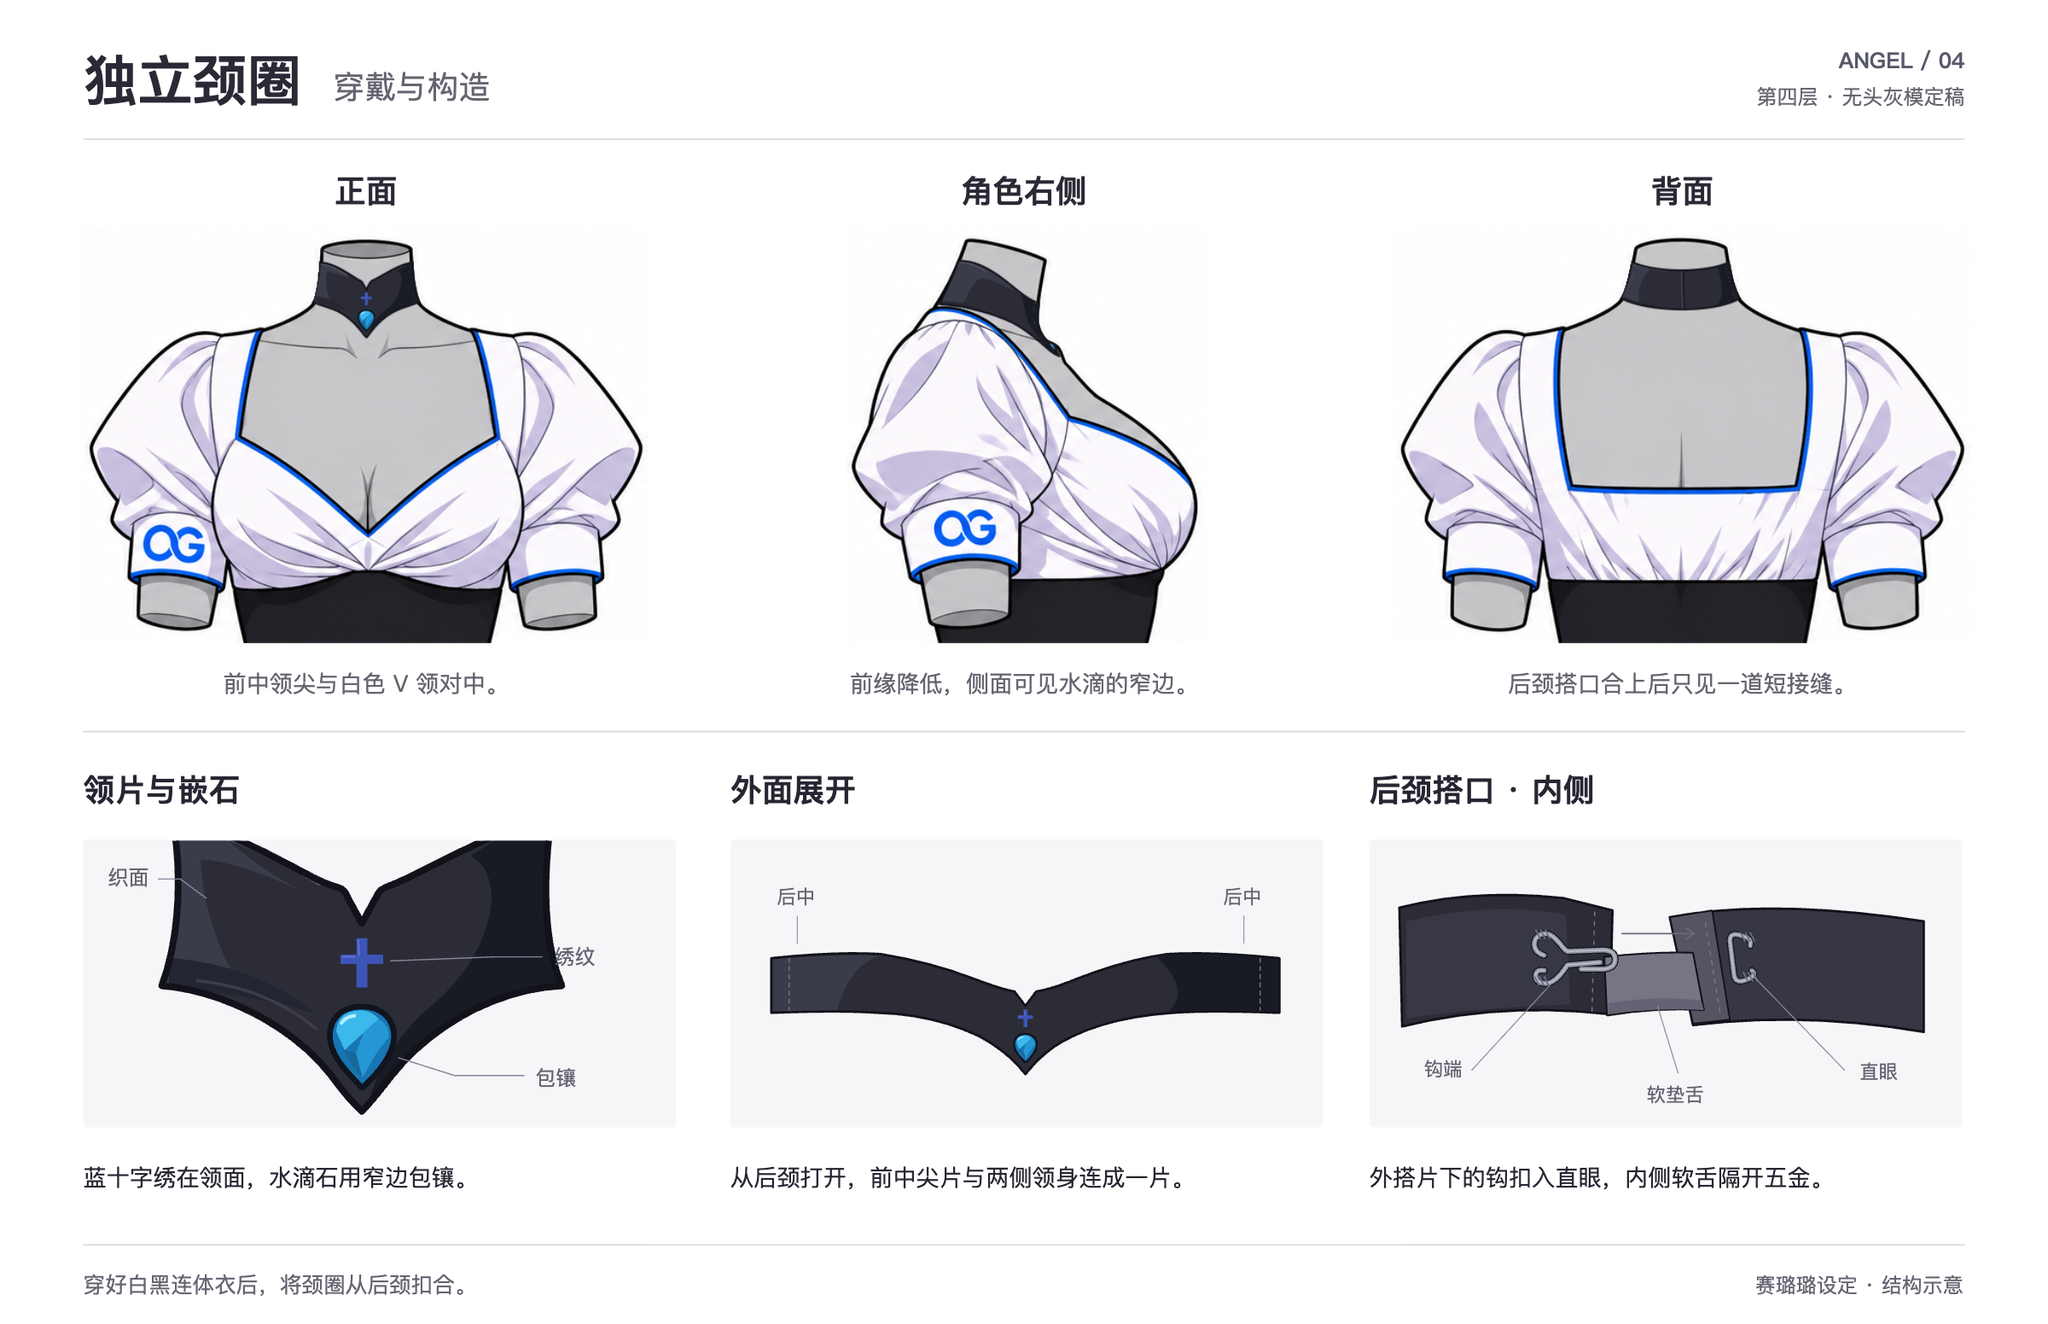 独立颈圈 穿戴与构造
ANGEL / 04
第四层 · 无头灰模定稿
正面
角色右侧
背面
OG
OG
前中领尖与白色 V 领对中。
前缘降低，侧面可见水滴的窄边。
后颈搭口合上后只见一道短接缝。
领片与嵌石
外面展开
后颈搭口 · 内侧
织面
绣纹
包镶
后中
后中
钩端
软垫舌
直眼
蓝十字绣在领面，水滴石用窄边包镶。
从后颈打开，前中尖片与两侧领身连成一片。
外搭片下的钩扣入直眼，内侧软舌隔开五金。
穿好白黑连体衣后，将颈圈从后颈扣合。
赛璐璐设定 · 结构示意